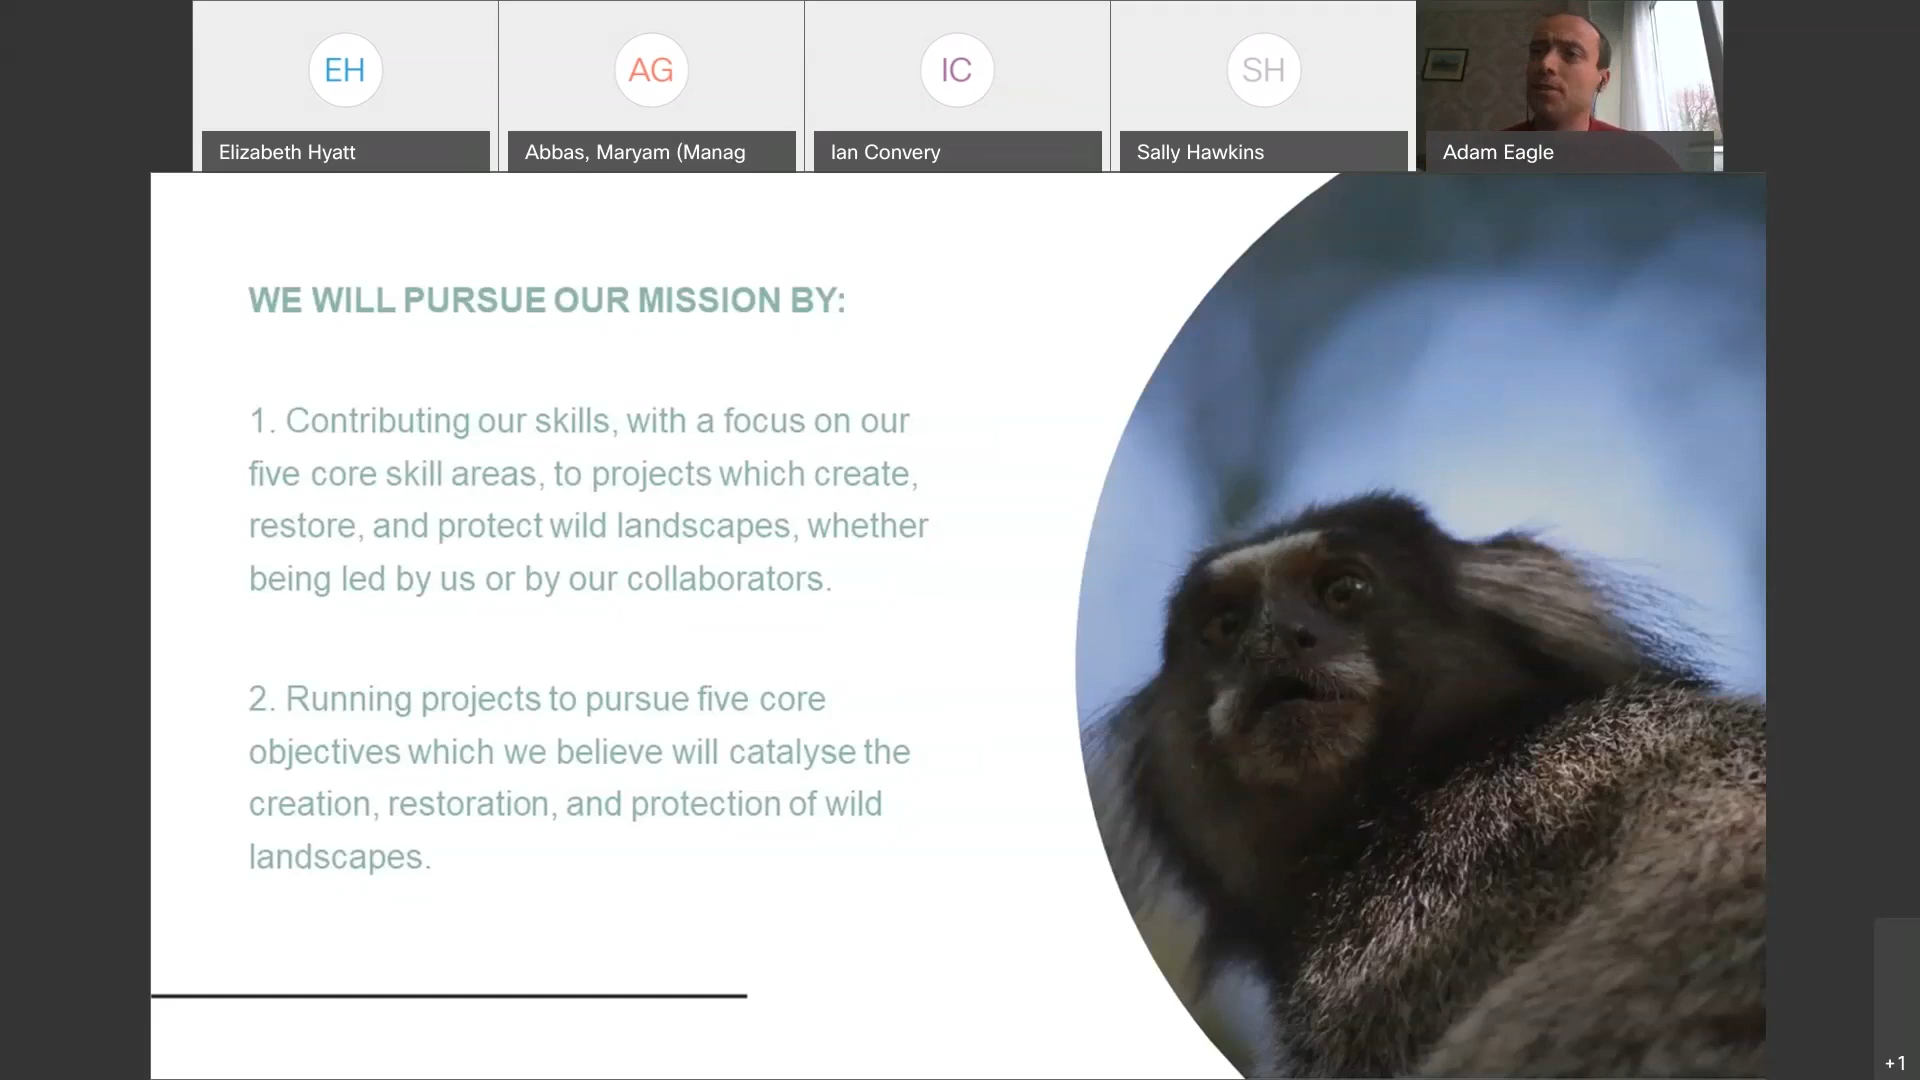 EH
AG
IC
SH
Elizabeth Hyatt
Abbas, Maryam (Manag
Ian Convery
Sally Hawkins
Adam Eagle
WE WILL PURSUE OUR MISSION BY:
1. Contributing our skills, with a focus on our
five core skill areas, to projects which create,
restore, and protect wild landscapes, whether
being led by us or by our collaborators.
2. Running projects to pursue five core
objectives which we believe will catalyse the
creation, restoration, and protection of wild
landscapes.
+1